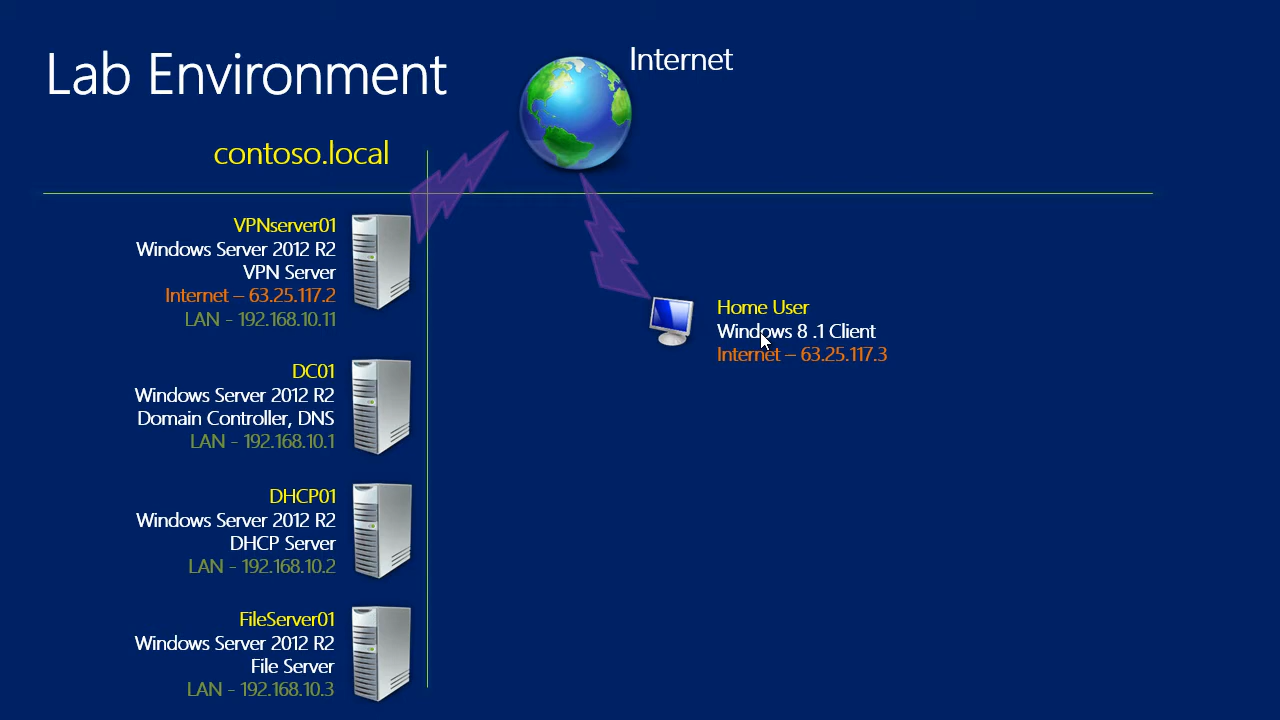 Lab Environment
Internet
contoso.local
VPNserver01
Windows Server 2012 R2
VPN Server
Internet – 63.25.117.2
LAN - 192.168.10.11
Home User
Windows 8 .1 Client
Internet – 63.25.117.3
DC01
Windows Server 2012 R2
Domain Controller, DNS
LAN - 192.168.10.1
DHCP01
Windows Server 2012 R2
DHCP Server
LAN - 192.168.10.2
FileServer01
Windows Server 2012 R2
File Server
LAN - 192.168.10.3